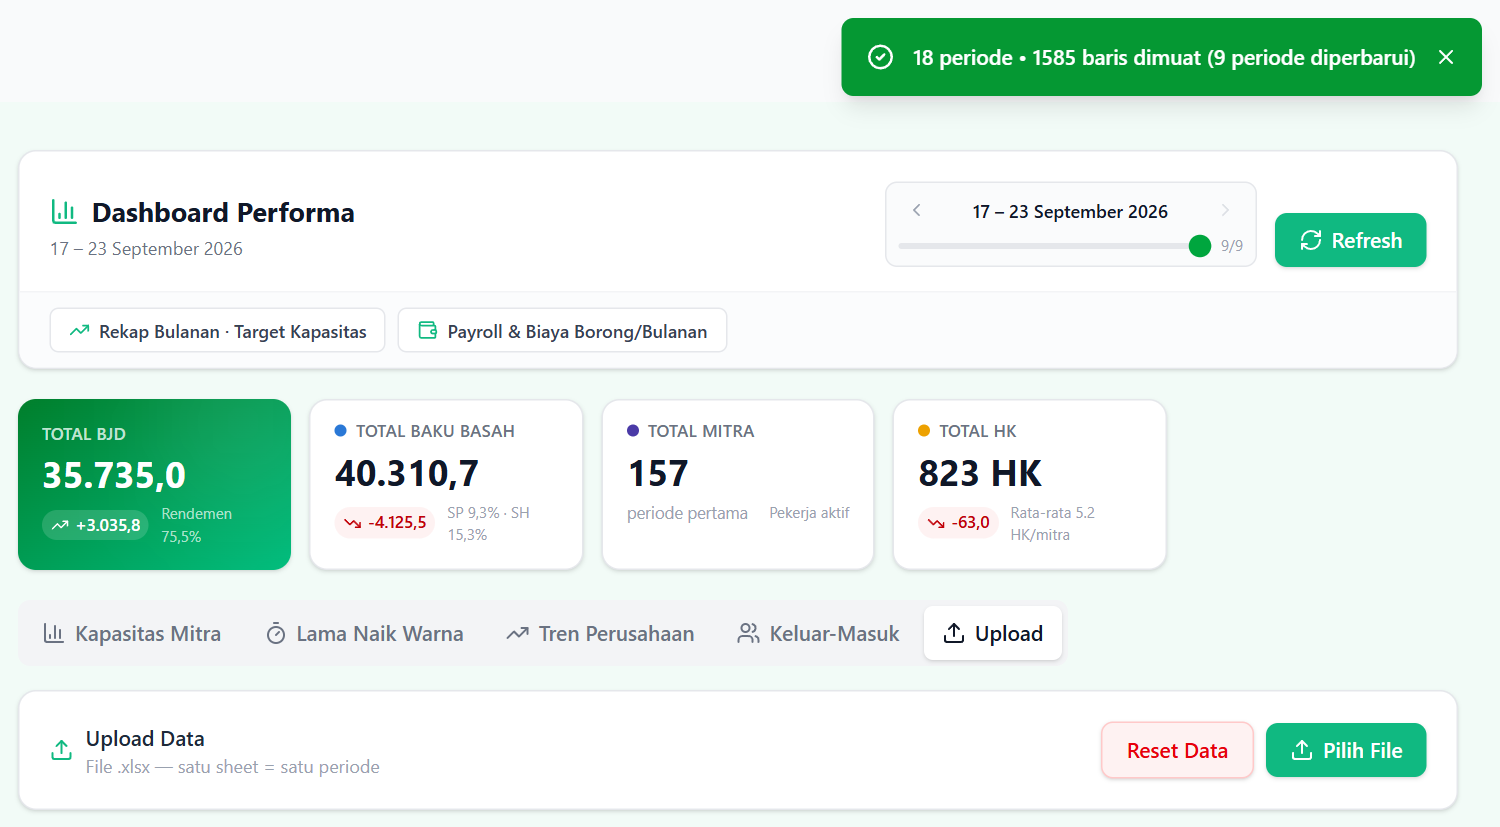 18 periode • 1585 baris dimuat (9 periode diperbarui)
Dashboard Performa
17 – 23 September 2026
17 – 23 September 2026
9/9
Refresh
Rekap Bulanan · Target Kapasitas
Payroll & Biaya Borong/Bulanan
TOTAL BJD
35.735,0
+3.035,8
Rendemen
75,5%
TOTAL BAKU BASAH
40.310,7
-4.125,5
SP 9,3% · SH
15,3%
TOTAL MITRA
157
periode pertama
Pekerja aktif
TOTAL HK
823 HK
-63,0
Rata-rata 5.2
HK/mitra
Kapasitas Mitra
Lama Naik Warna
Tren Perusahaan
Keluar-Masuk
Upload
Upload Data
File .xlsx — satu sheet = satu periode
Reset Data
Pilih File